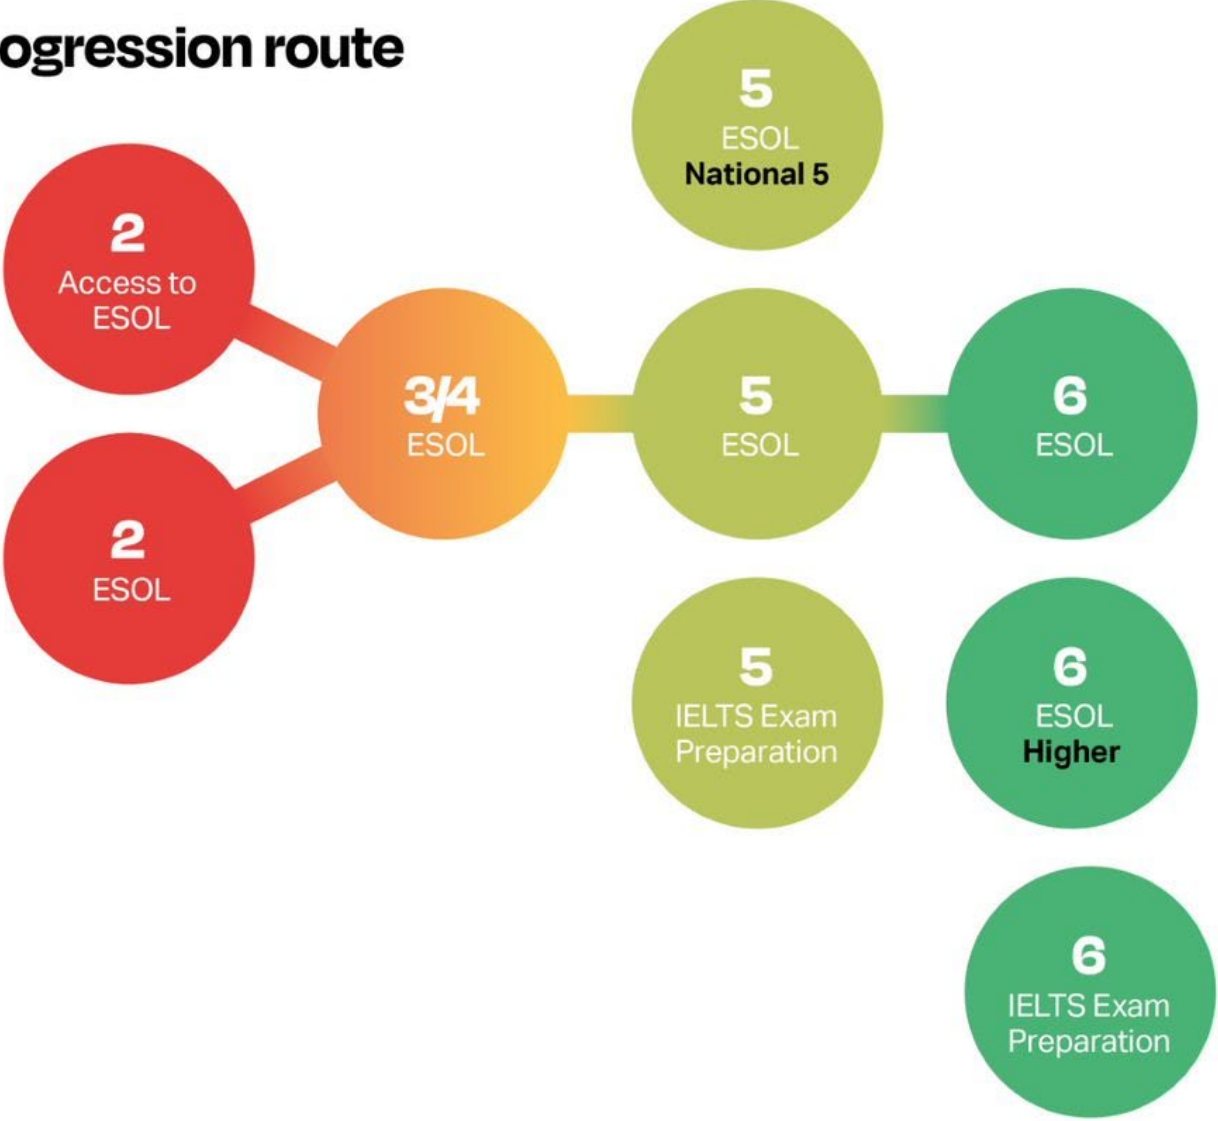 ogression route
5
ESOL
National 5
2
Access to
ESOL
3/4
ESOL
5
ESOL
6
ESOL
2
ESOL
5
IELTS Exam
Preparation
6
ESOL
Higher
6
IELTS Exam
Preparation